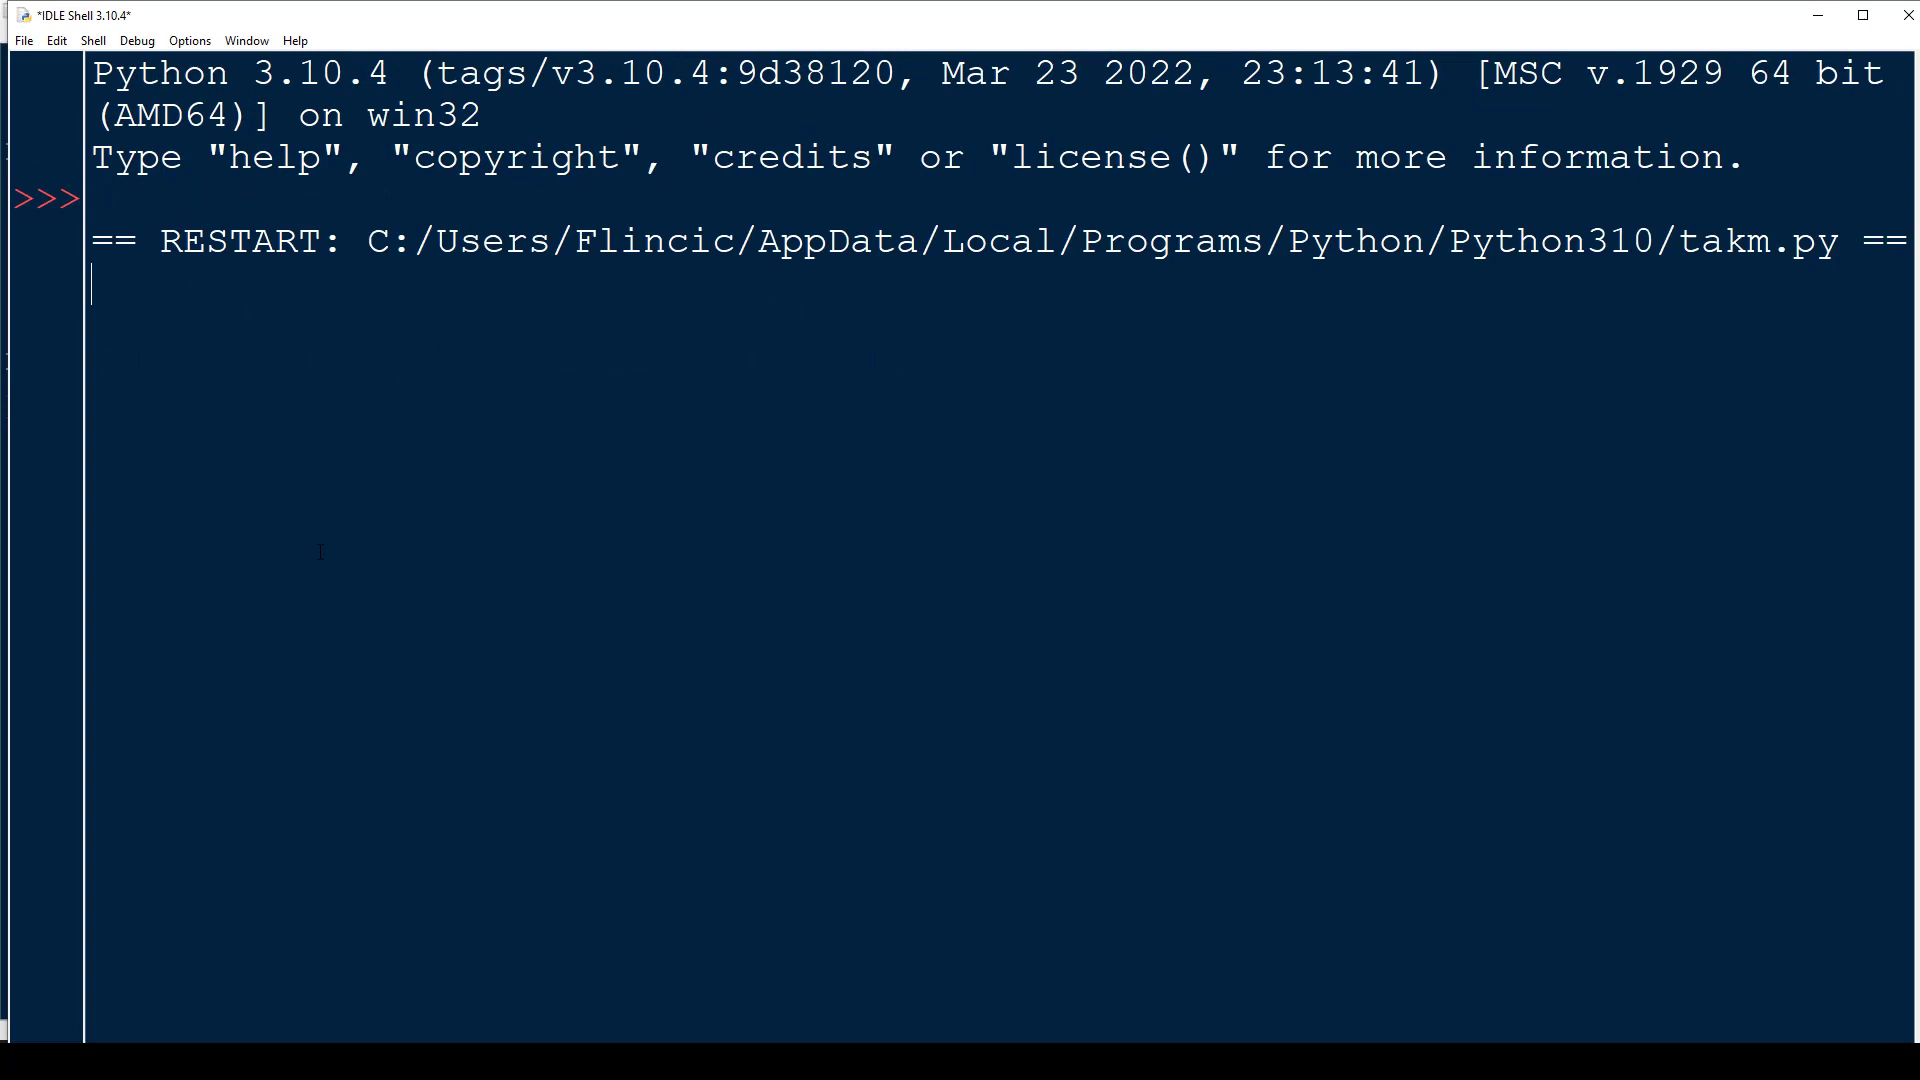 *IDLE Shell 3.10.4*
File Edit Shell Debug Options Window Help
Python 3.10.4 (tags/v3.10.4:9d38120, Mar 23 2022, 23:13:41) [MSC v.1929 64 bit
(AMD64)] on win32
Type "help", "copyright", "credits" or "license()" for more information.
>>>
== RESTART: C:/Users/Flincic/AppData/Local/Programs/Python/Python310/takm.py ==